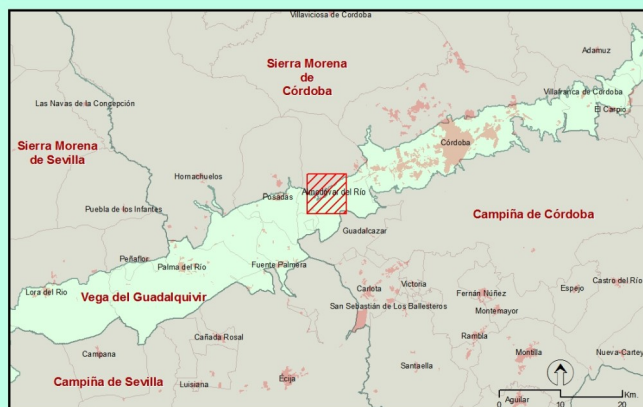 Villaviciosa de Córdoba
Adamuz
Sierra Morena
de
Córdoba
Villafranca de Córdoba
El Carpio
Las Navas de la Concepción
Sierra Morena
de Sevilla
Córdoba
Hornachuelos
Posadas
Almodóvar del Río
Puebla de los Infantes
Campiña de Córdoba
Guadalcazar
Peñaflor
Palma del Río
Fuente Palmera
Lora del Río
Vega del Guadalquivir
Carlota
Victoria
Fernán Núñez
Espejo
Castro del Río
San Sebastián de Los Ballesteros
Montemayor
Cañada Rosal
Rambla
Campana
Santaella
Montilla
Nueva-Cartey
Campiña de Sevilla
Luisiana
Écija
Aguilar
Km.
0
10
20